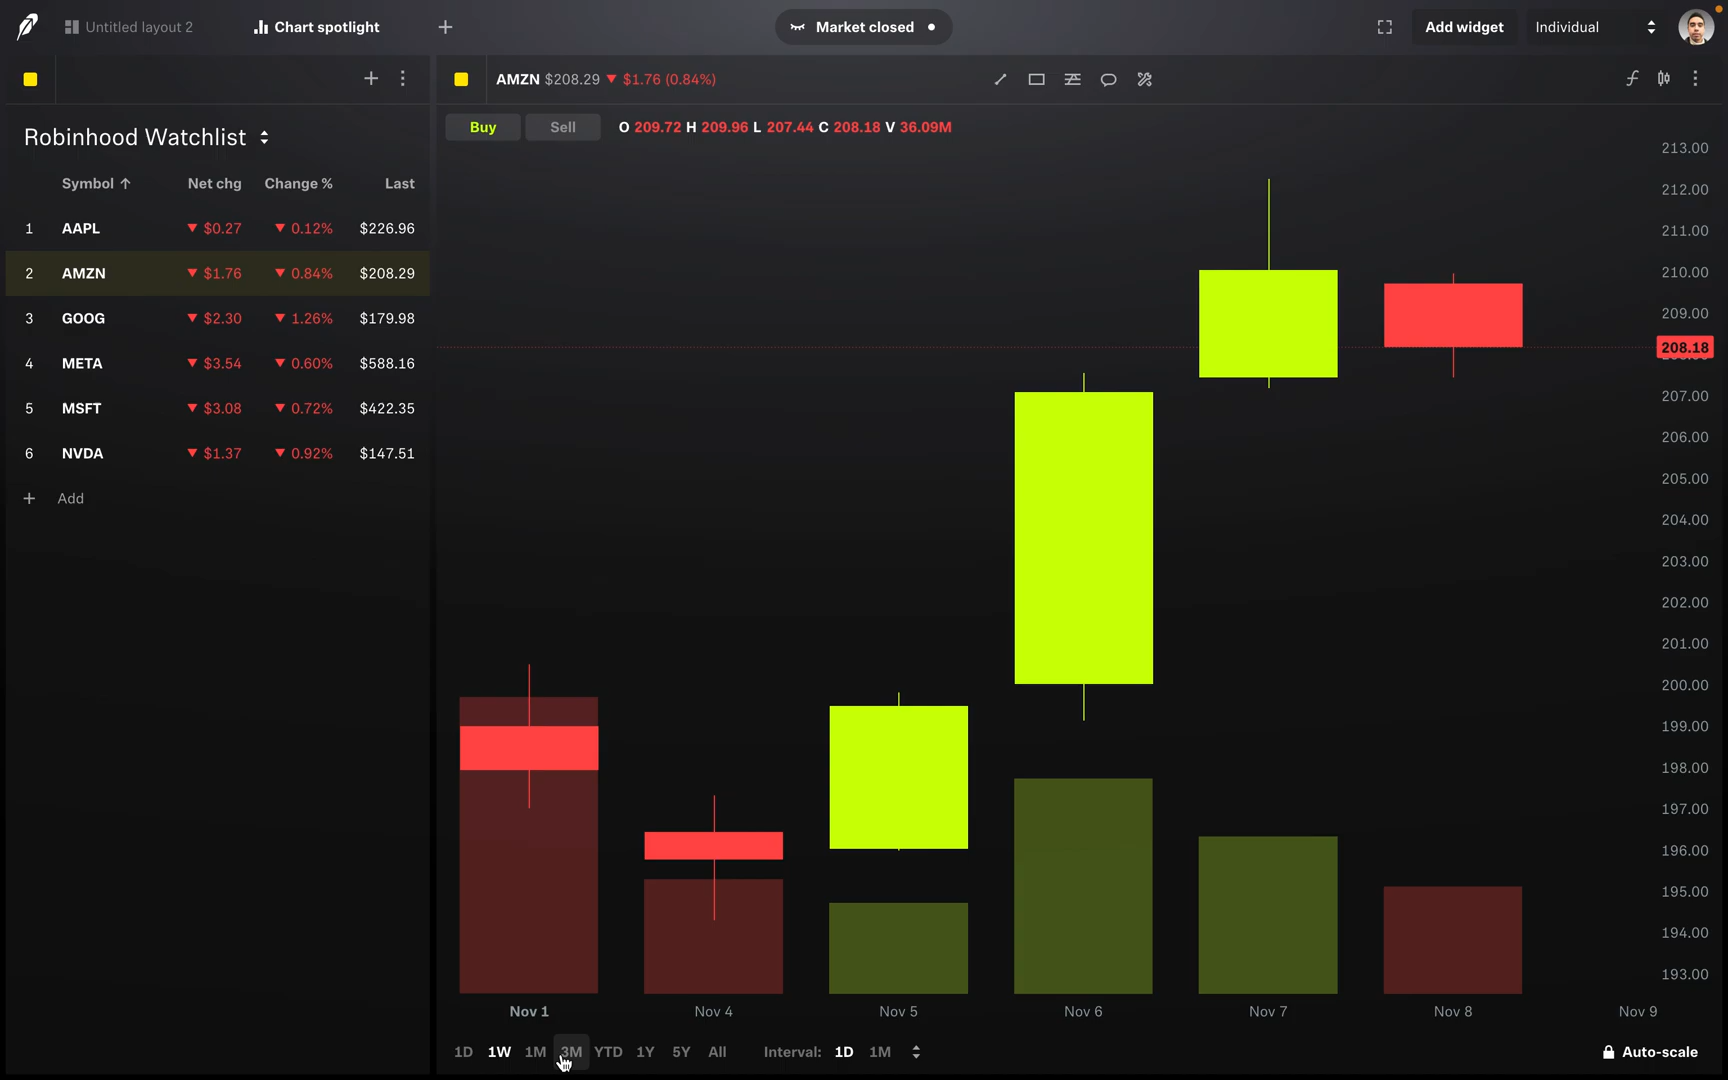 Untitled layout 2
Chart spotlight
Market closed
Add widget
Individual
AMZN $208.29 ▼ $1.76 (0.84%)
Robinhood Watchlist
Buy
Sell
O 209.72 H 209.96 L 207.44 C 208.18 V 36.09M
Symbol ↑ Net chg Change % Last
1 AAPL ▼ $0.27 ▼ 0.12% $226.96
2 AMZN ▼ $1.76 ▼ 0.84% $208.29
3 GOOG ▼ $2.30 ▼ 1.26% $179.98
4 META ▼ $3.54 ▼ 0.60% $588.16
5 MSFT ▼ $3.08 ▼ 0.72% $422.35
6 NVDA ▼ $1.37 ▼ 0.92% $147.51
+ Add
213.00
212.00
211.00
210.00
209.00
208.18
207.00
206.00
205.00
204.00
203.00
202.00
201.00
200.00
199.00
198.00
197.00
196.00
195.00
194.00
193.00
Nov 1 Nov 4 Nov 5 Nov 6 Nov 7 Nov 8 Nov 9
1D 1W 1M 3M YTD 1Y 5Y All Interval: 1D 1M
Auto-scale